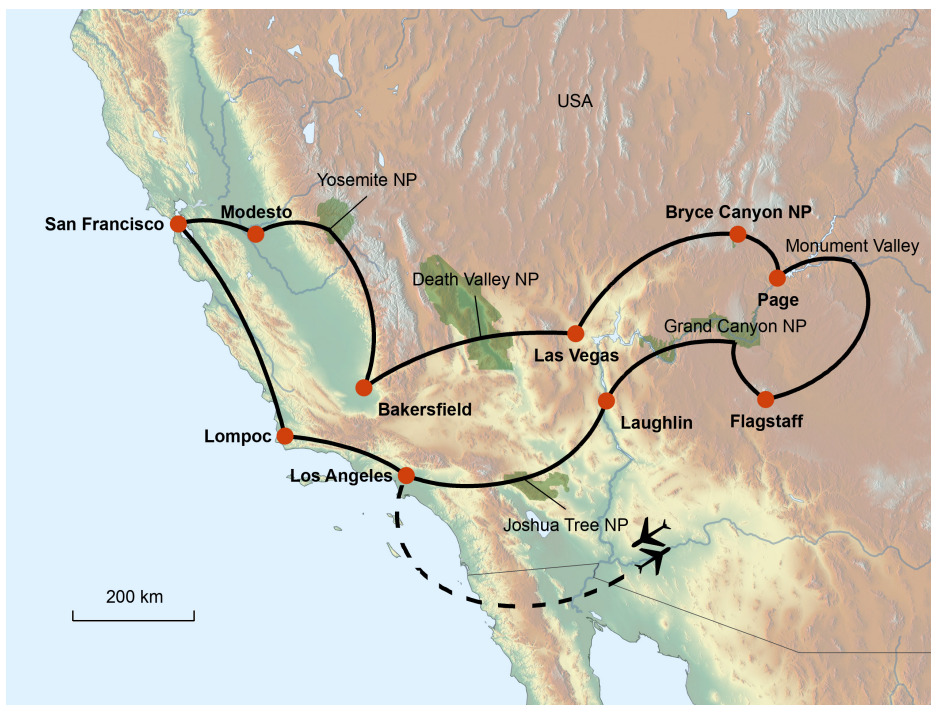 USA
Yosemite NP
Modesto
San Francisco
Bryce Canyon NP
Monument Valley
Death Valley NP
Page
Grand Canyon NP
Las Vegas
Bakersfield
Laughlin
Flagstaff
Lompoc
Los Angeles
Joshua Tree NP
200 km